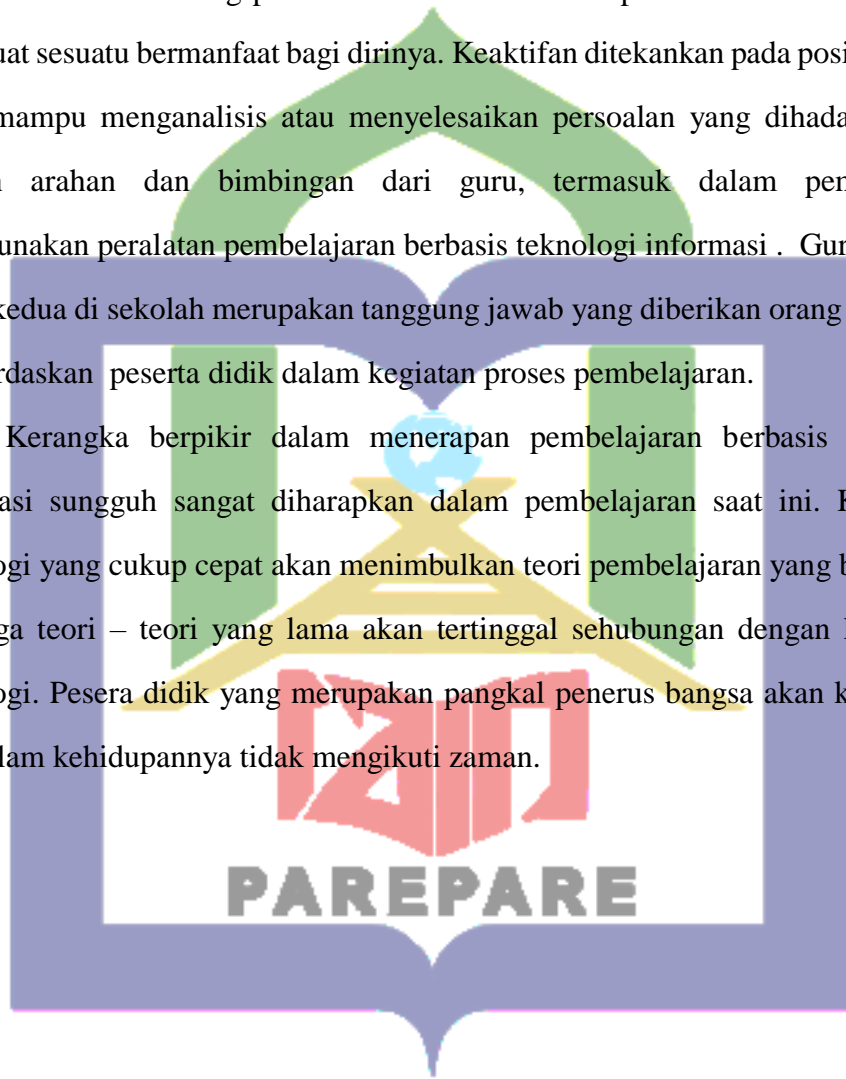 uat sesuatu bermanfaat bagi dirinya. Keaktifan ditekankan pada posi
mampu menganalisis atau menyelesaikan persoalan yang dihada
arahan dan bimbingan dari guru, termasuk dalam pen
unakan peralatan pembelajaran berbasis teknologi informasi . Gur
kedua di sekolah merupakan tanggung jawab yang diberikan orang
rdaskan peserta didik dalam kegiatan proses pembelajaran.
Kerangka berpikir dalam menerapan pembelajaran berbasis
asi sungguh sangat diharapkan dalam pembelajaran saat ini. K
ogi yang cukup cepat akan menimbulkan teori pembelajaran yang b
ga teori – teori yang lama akan tertinggal sehubungan dengan
ogi. Pesera didik yang merupakan pangkal penerus bangsa akan k
lam kehidupannya tidak mengikuti zaman.
iain
PAREPARE